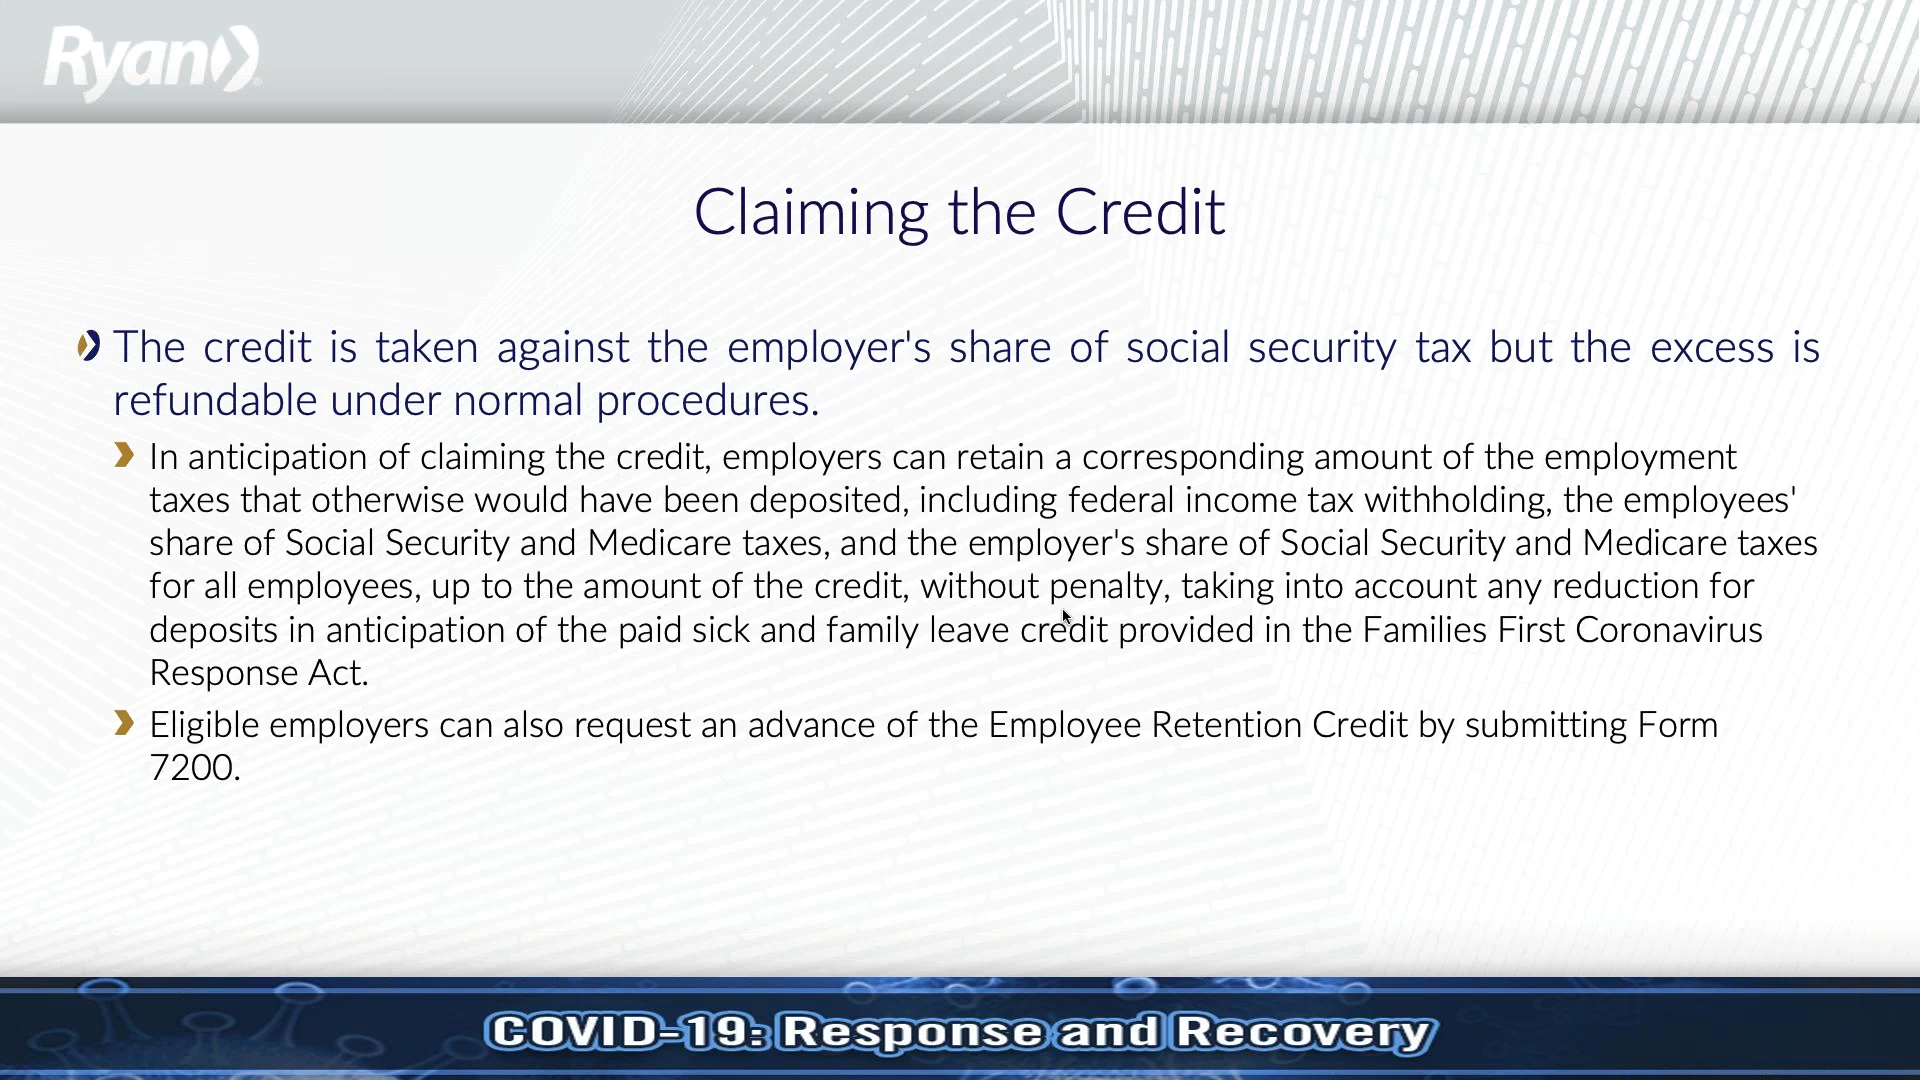 Ryan
Claiming the Credit
The credit is taken against the employer's share of social security tax but the excess is
refundable under normal procedures.
In anticipation of claiming the credit, employers can retain a corresponding amount of the employment
taxes that otherwise would have been deposited, including federal income tax withholding, the employees'
share of Social Security and Medicare taxes, and the employer's share of Social Security and Medicare taxes
for all employees, up to the amount of the credit, without penalty, taking into account any reduction for
deposits in anticipation of the paid sick and family leave credit provided in the Families First Coronavirus
Response Act.
Eligible employers can also request an advance of the Employee Retention Credit by submitting Form
7200.
COVID-19: Response and Recovery